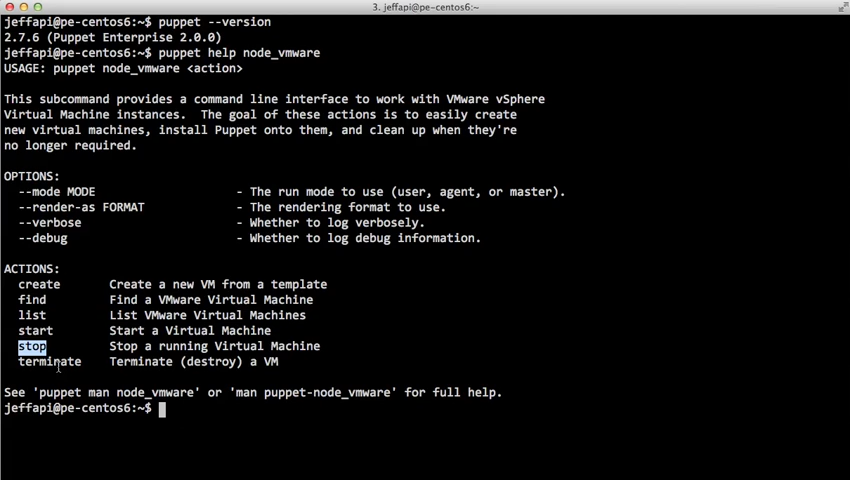 3. jeffapi@pe-centos6:~
jeffapi@pe-centos6:~$ puppet --version
2.7.6 (Puppet Enterprise 2.0.0)
jeffapi@pe-centos6:~$ puppet help node_vmware
USAGE: puppet node_vmware <action>
This subcommand provides a command line interface to work with VMware vSphere
Virtual Machine instances.  The goal of these actions is to easily create
new virtual machines, install Puppet onto them, and clean up when they're
no longer required.
OPTIONS:
--mode MODE - The run mode to use (user, agent, or master).
--render-as FORMAT - The rendering format to use.
--verbose - Whether to log verbosely.
--debug - Whether to log debug information.
ACTIONS:
create Create a new VM from a template
find Find a VMware Virtual Machine
list List VMware Virtual Machines
start Start a Virtual Machine
stop Stop a running Virtual Machine
terminate Terminate (destroy) a VM
See 'puppet man node_vmware' or 'man puppet-node_vmware' for full help.
jeffapi@pe-centos6:~$